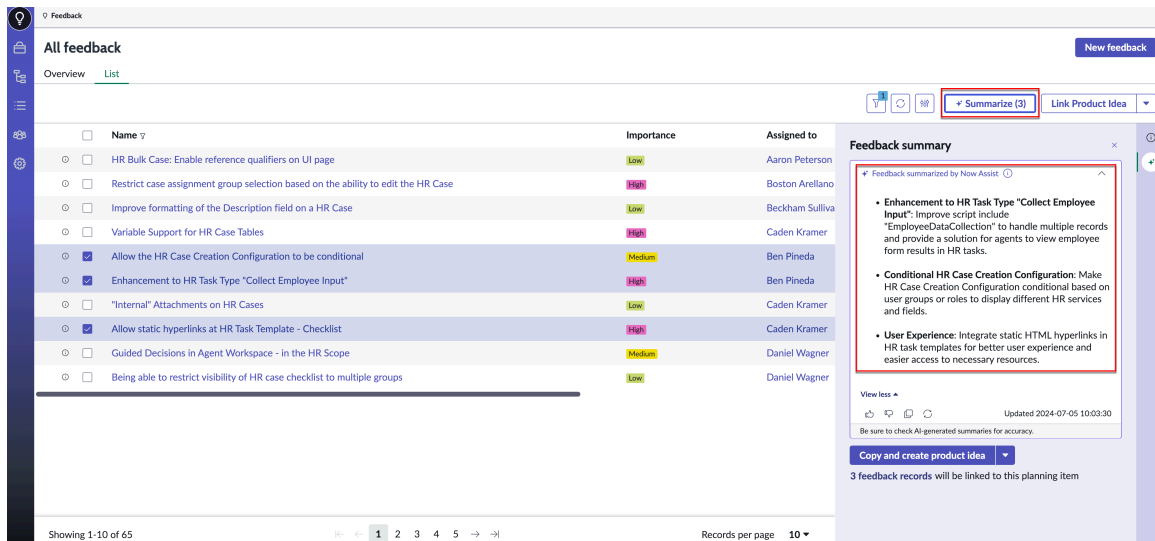 Feedback
All feedback
New feedback
Overview List
1
Summarize (3) Link Product Idea
Name Importance Assigned to
HR Bulk Case: Enable reference qualifiers on UI page Low Aaron Peterson
Restrict case assignment group selection based on the ability to edit the HR Case High Boston Arellano
Improve formatting of the Description field on a HR Case Low Beckham Sulliva
Variable Support for HR Case Tables High Caden Kramer
Allow the HR Case Creation Configuration to be conditional Medium Ben Pineda
Enhancement to HR Task Type "Collect Employee Input" High Ben Pineda
"Internal" Attachments on HR Cases Low Caden Kramer
Allow static hyperlinks at HR Task Template - Checklist High Caden Kramer
Guided Decisions in Agent Workspace - in the HR Scope Medium Daniel Wagner
Being able to restrict visibility of HR case checklist to multiple groups Low Daniel Wagner
Showing 1-10 of 65 1 2 3 4 5 Records per page 10
Feedback summary
Feedback summarized by Now Assist
• Enhancement to HR Task Type "Collect Employee
Input": Improve script include
"EmployeeDataCollection" to handle multiple records
and provide a solution for agents to view employee
form results in HR tasks.
• Conditional HR Case Creation Configuration: Make
HR Case Creation Configuration conditional based on
user groups or roles to display different HR services
and fields.
• User Experience: Integrate static HTML hyperlinks in
HR task templates for better user experience and
easier access to necessary resources.
View less
Updated 2024-07-05 10:03:30
Be sure to check AI-generated summaries for accuracy.
Copy and create product idea
3 feedback records will be linked to this planning item